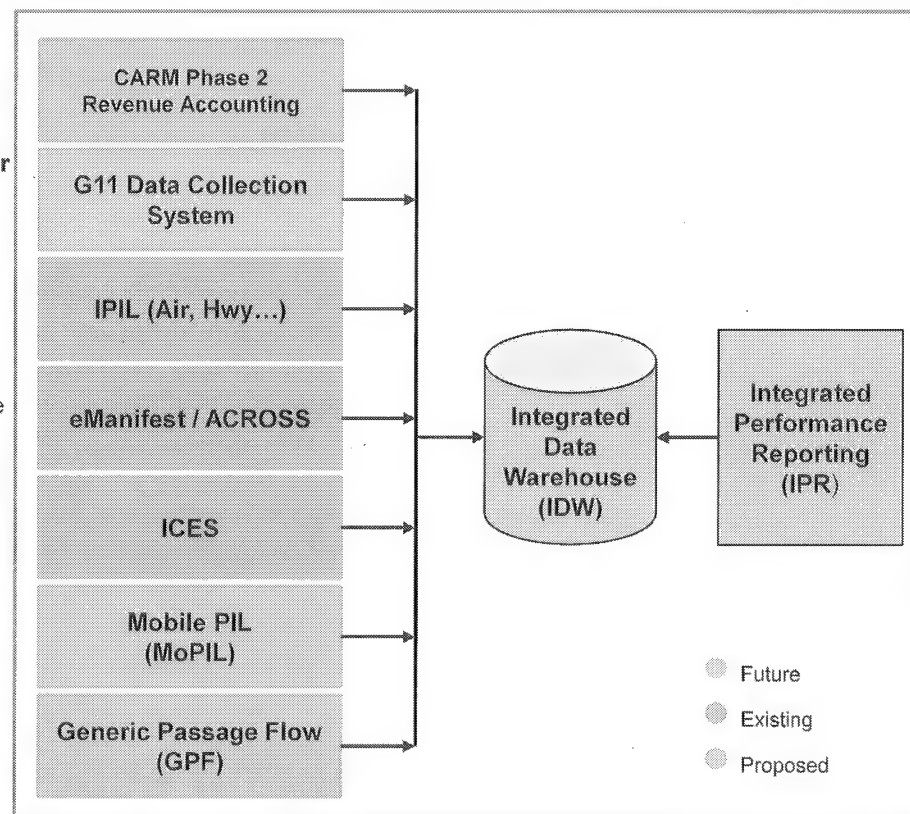 CARM Phase 2
Revenue Accounting
r
G11 Data Collection
System
IPIL (Air, Hwy...)
e
eManifest / ACROSS
ICES
Mobile PIL
(MoPIL)
Generic Passage Flow
(GPF)
Integrated
Data
Warehouse
(IDW)
Integrated
Performance
Reporting
(IPR)
Future
Existing
Proposed